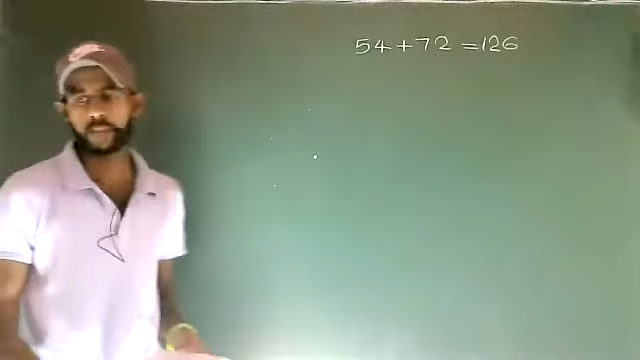 54 + 72 = 126